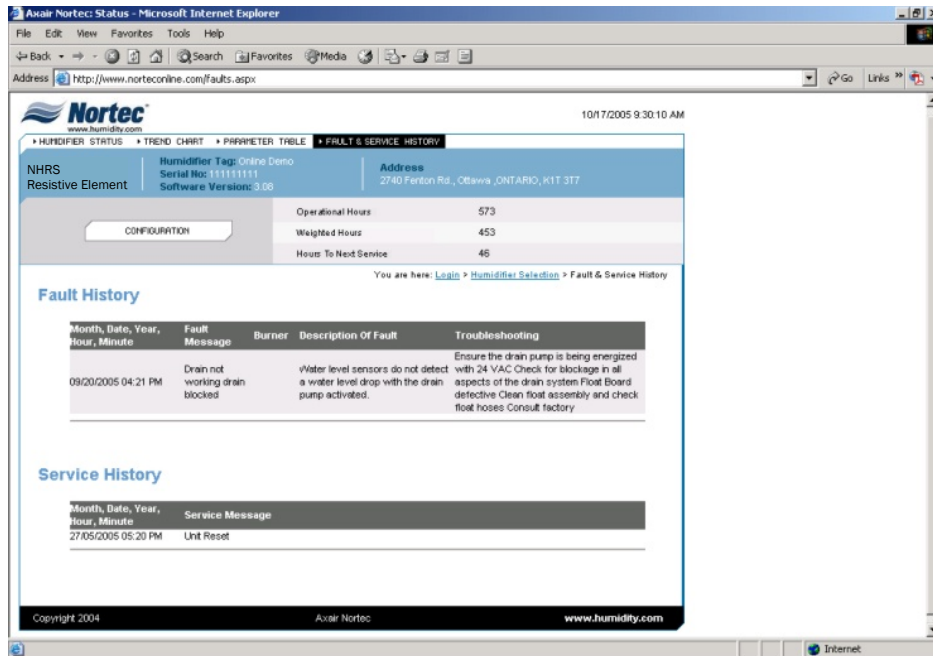 Axair Nortec: Status - Microsoft Internet Explorer
File Edit View Favorites Tools Help
Back Search Favorites Media
Address http://www.norteconline.com/faults.aspx Go Links »
Nortec
www.humidity.com
10/17/2005 9:30:10 AM
HUMIDIFIER STATUS TREND CHART PARAMETER TABLE FAULT & SERVICE HISTORY
NHRS
Resistive Element
Humidifier Tag: Online Demo
Serial No: 111111111
Software Version: 3.08
Address
2740 Fenton Rd., Ottawa ,ONTARIO, K1T 3T7
CONFIGURATION
Operational Hours 573
Weighted Hours 453
Hours To Next Service 46
You are here: Login > Humidifier Selection > Fault & Service History
Fault History
Month, Date, Year, Hour, Minute
Fault Message
Burner
Description Of Fault
Troubleshooting
09/20/2005 04:21 PM
Drain not
working drain
blocked
Water level sensors do not detect
a water level drop with the drain
pump activated.
Ensure the drain pump is being energized
with 24 VAC Check for blockage in all
aspects of the drain system Float Board
defective Clean float assembly and check
float hoses Consult factory
Service History
Month, Date, Year, Hour, Minute
Service Message
27/05/2005 05:20 PM Unit Reset
Copyright 2004 Axair Nortec www.humidity.com
Internet